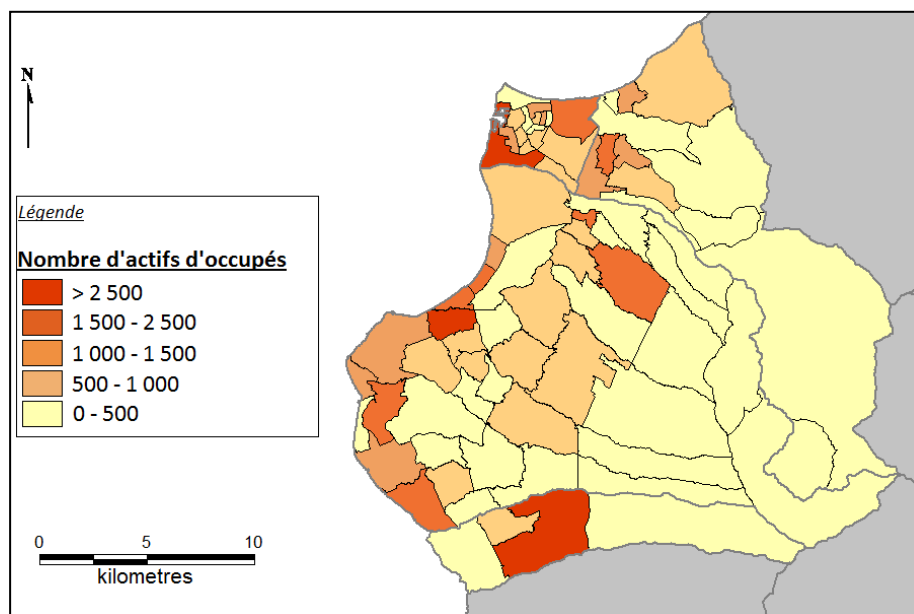 N
Légende
Nombre d'actifs d'occupés
> 2 500
1 500 - 2 500
1 000 - 1 500
500 - 1 000
0 - 500
0 5 10
kilometres